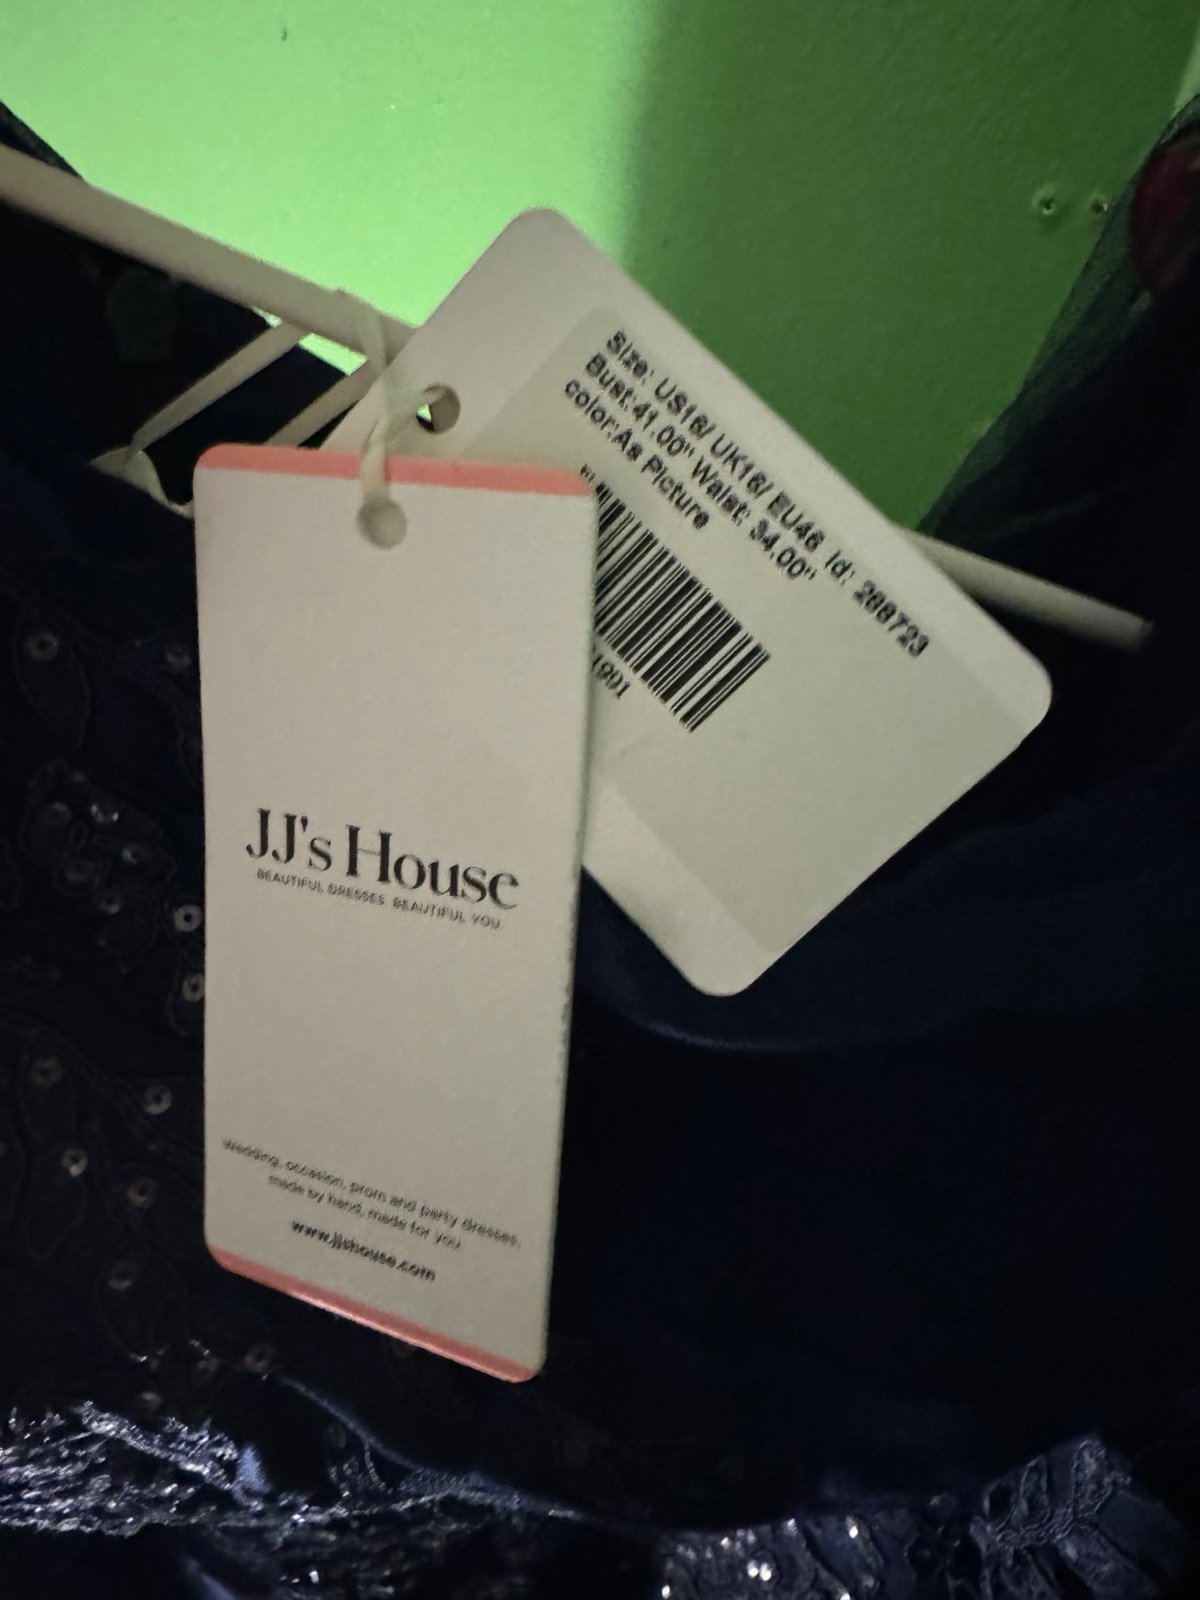 Size: US16/ UK16/ EU46 Id: 288723
Bust:41.00" Waist: 34.00"
color:As Picture
1991
JJ's House
BEAUTIFUL DRESSES. BEAUTIFUL YOU.
Wedding, occasion, prom and party dresses,
made by hand, made for you
www.jjshouse.com